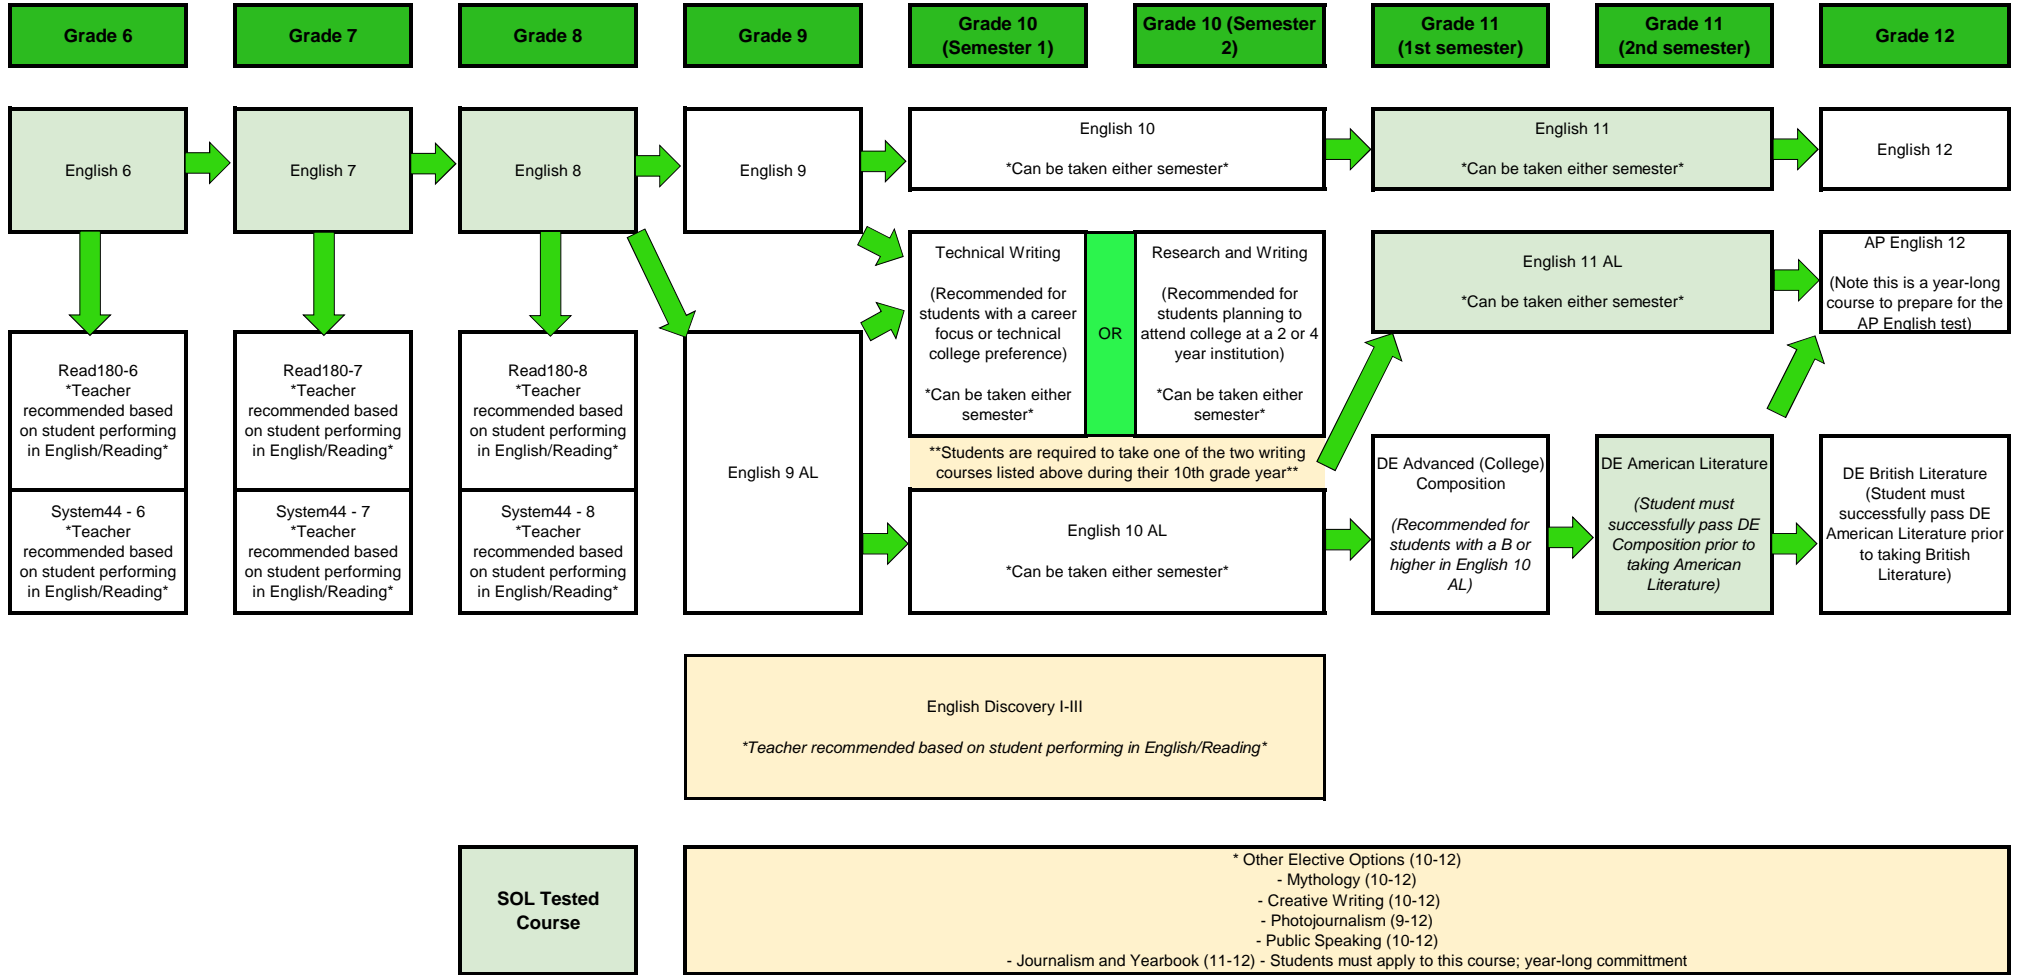 Grade 6
Grade 7
Grade 8
Grade 9
Grade 10
(Semester 1)
Grade 10 (Semester
2)
Grade 11
(1st semester)
Grade 11
(2nd semester)
Grade 12
English 6
English 7
English 8
English 9
English 10
*Can be taken either semester*
English 11
*Can be taken either semester*
English 12
Technical Writing
(Recommended for
students with a career
focus or technical
college preference)
*Can be taken either
semester*
OR
Research and Writing
(Recommended for
students planning to
attend college at a 2 or 4
year institution)
*Can be taken either
semester*
English 11 AL
*Can be taken either semester*
AP English 12
(Note this is a year-long
course to prepare for the
AP English test)
Read180-6
*Teacher
recommended based
on student performing
in English/Reading*
Read180-7
*Teacher
recommended based
on student performing
in English/Reading*
Read180-8
*Teacher
recommended based
on student performing
in English/Reading*
English 9 AL
**Students are required to take one of the two writing
courses listed above during their 10th grade year**
DE Advanced (College)
Composition
(Recommended for
students with a B or
higher in English 10
AL)
DE American Literature
(Student must
successfully pass DE
Composition prior to
taking American
Literature)
DE British Literature
(Student must
successfully pass DE
American Literature prior
to taking British
Literature)
System44 - 6
*Teacher
recommended based
on student performing
in English/Reading*
System44 - 7
*Teacher
recommended based
on student performing
in English/Reading*
System44 - 8
*Teacher
recommended based
on student performing
in English/Reading*
English 10 AL
*Can be taken either semester*
English Discovery I-III
*Teacher recommended based on student performing in English/Reading*
SOL Tested
Course
* Other Elective Options (10-12)
- Mythology (10-12)
- Creative Writing (10-12)
- Photojournalism (9-12)
- Public Speaking (10-12)
- Journalism and Yearbook (11-12) - Students must apply to this course; year-long committment